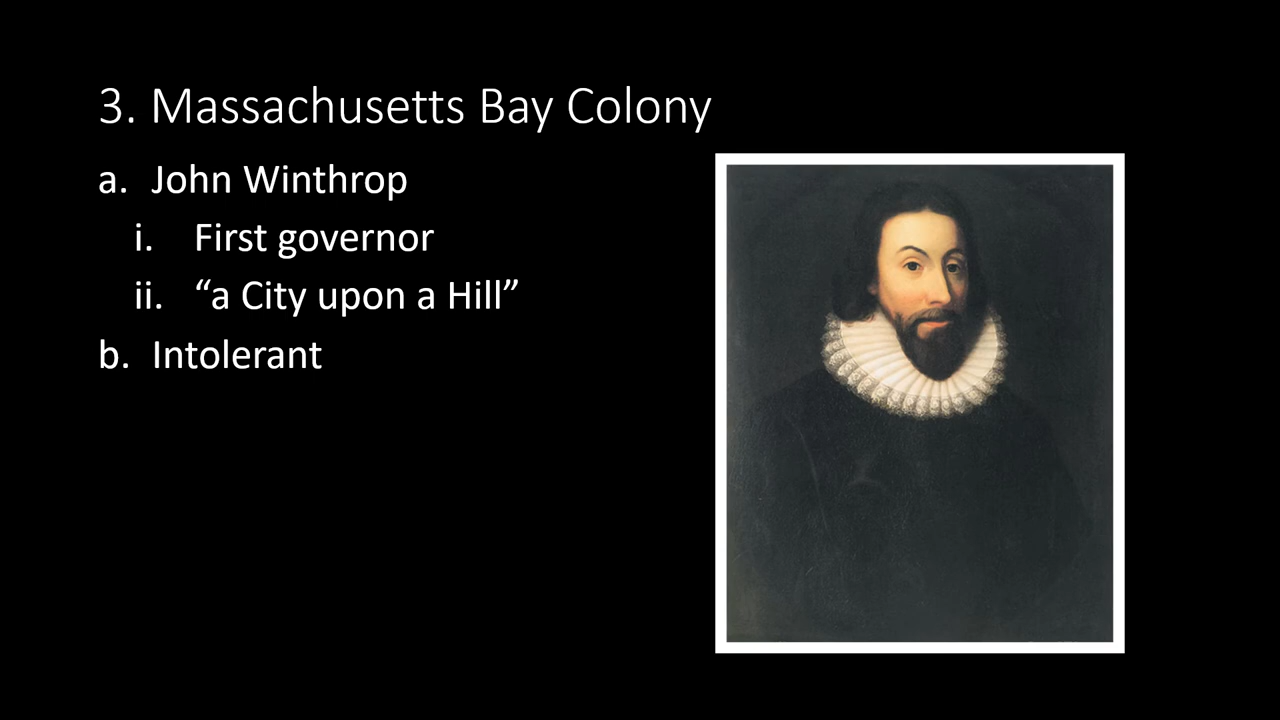 3. Massachusetts Bay Colony
a. John Winthrop
i. First governor
ii. “a City upon a Hill”
b. Intolerant